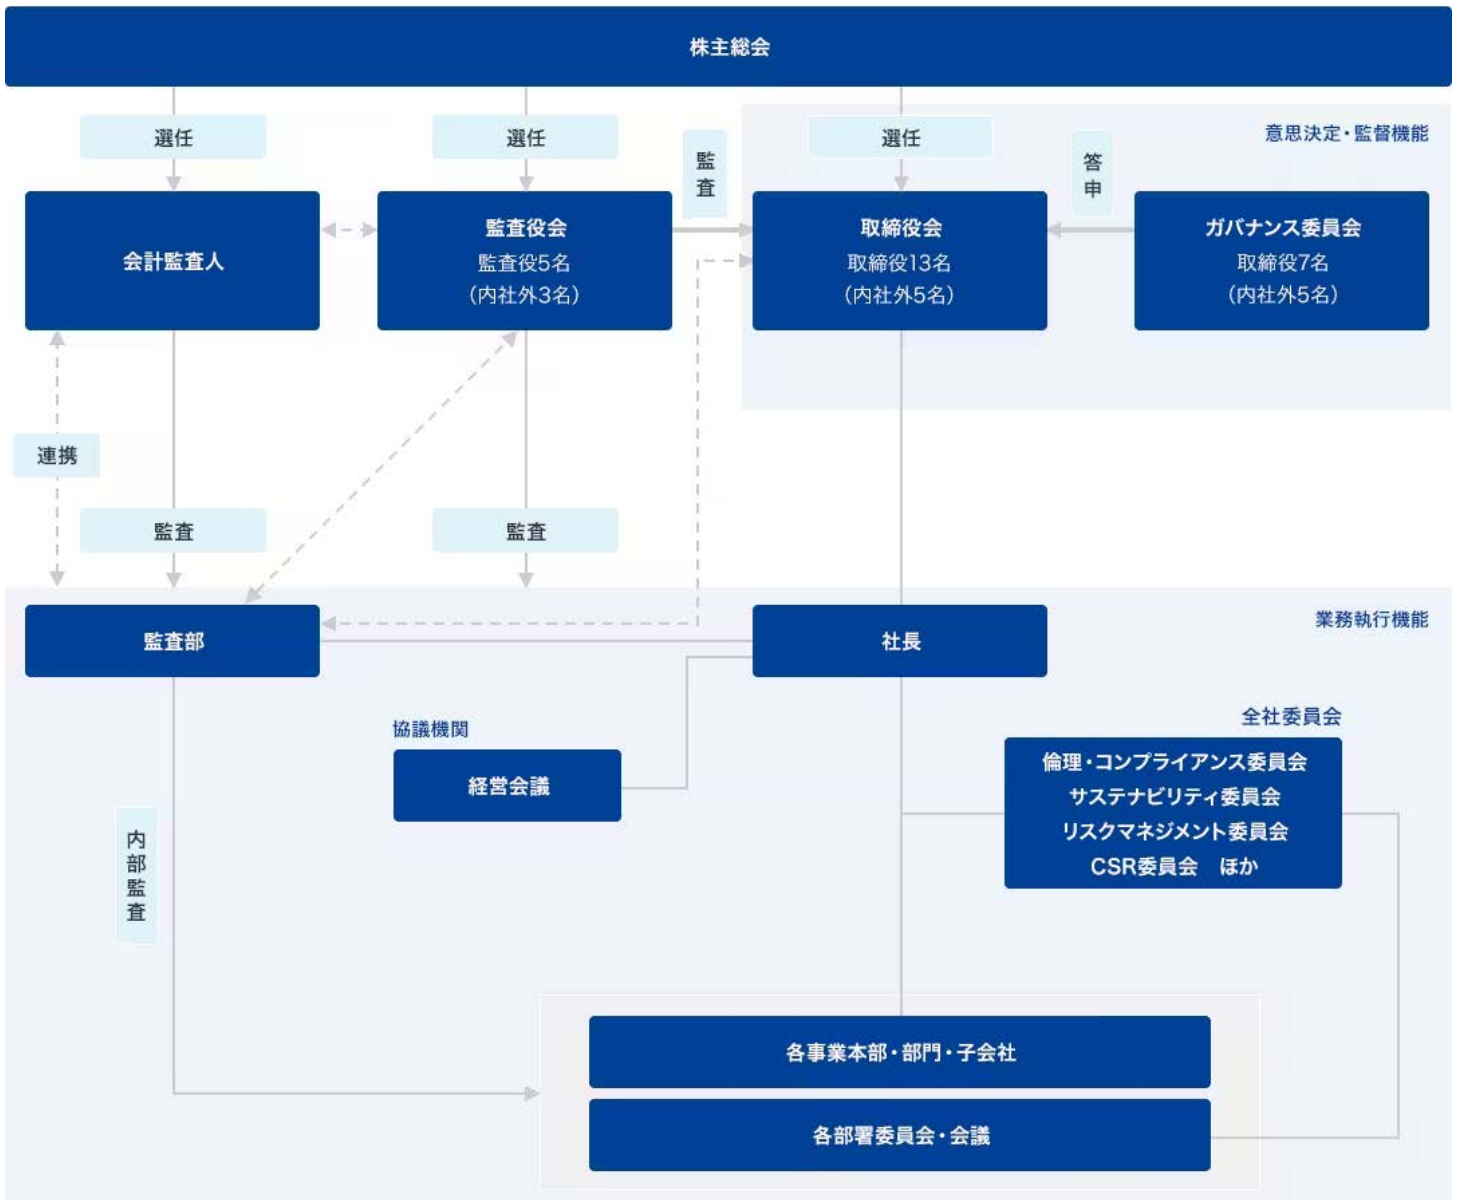 株主総会
選任
選任
選任
意思決定・監督機能
監査
答申
会計監査人
監査役会
監査役5名
(内社外3名)
取締役会
取締役13名
(内社外5名)
ガバナンス委員会
取締役7名
(内社外5名)
連携
監査
監査
監査部
社長
業務執行機能
協議機関
経営会議
全社委員会
倫理・コンプライアンス委員会
サステナビリティ委員会
リスクマネジメント委員会
CSR委員会　ほか
内部監査
各事業本部・部門・子会社
各部署委員会・会議